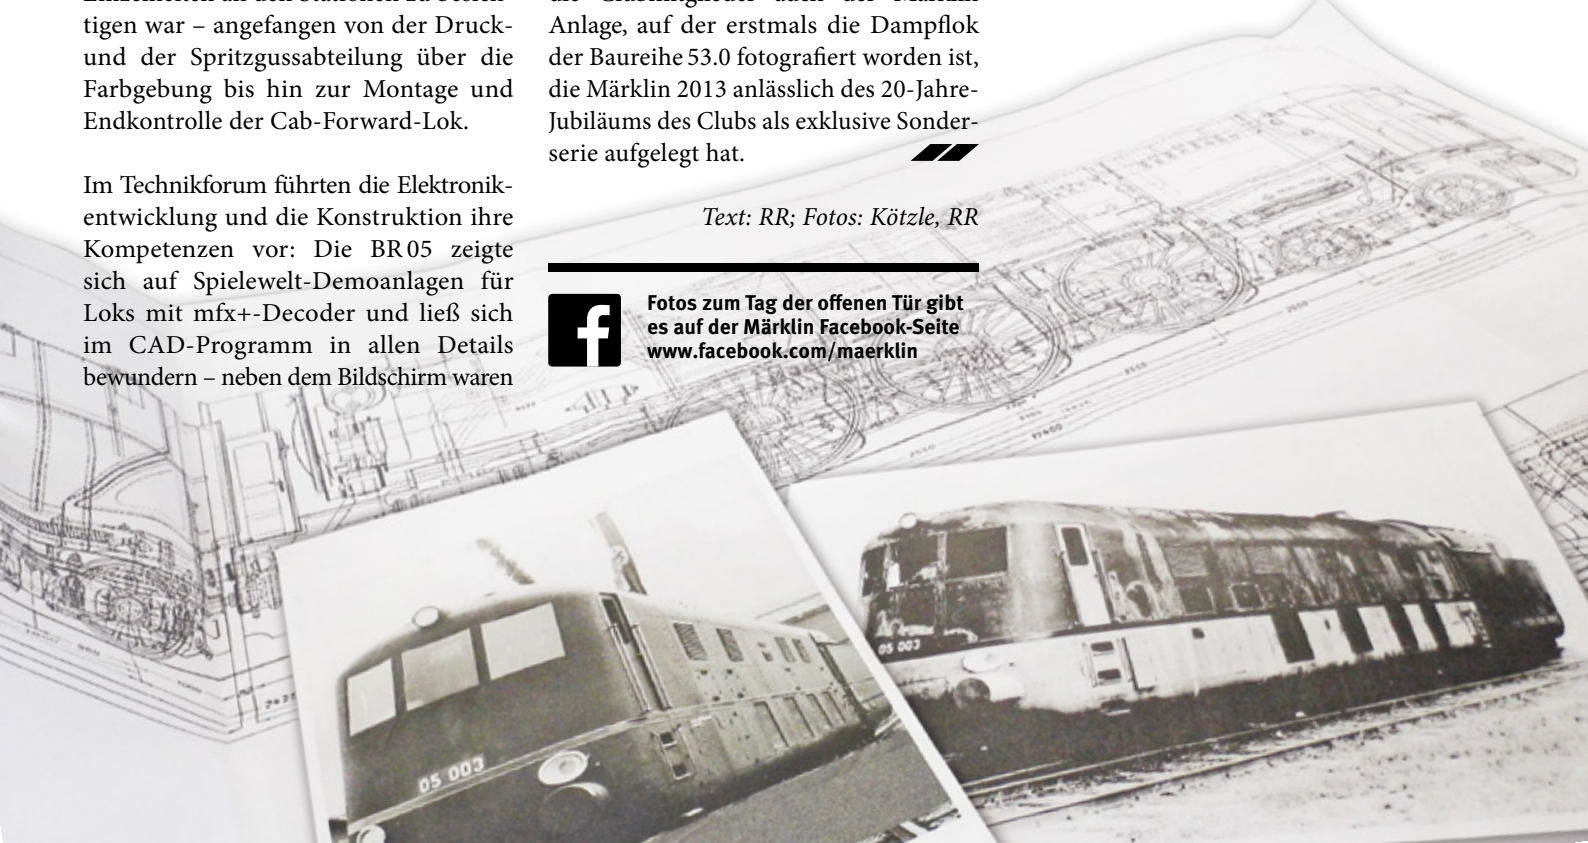 tigen war – angefangen von der Druck-
und der Spritzgussabteilung über die
Farbgebung bis hin zur Montage und
Endkontrolle der Cab-Forward-Lok.
Im Technikforum führten die Elektronik-
entwicklung und die Konstruktion ihre
Kompetenzen vor: Die BR 05 zeigte
sich auf Spielewelt-Demoanlagen für
Loks mit mfx+-Decoder und ließ sich
im CAD-Programm in allen Details
bewundern – neben dem Bildschirm waren
die Clubmitglieder auch der Märklin
Anlage, auf der erstmals die Dampflok
der Baureihe 53.0 fotografiert worden ist,
die Märklin 2013 anlässlich des 20-Jahre-
Jubiläums des Clubs als exklusive Sonder-
serie aufgelegt hat.
Text: RR; Fotos: Kötzle, RR
Fotos zum Tag der offenen Tür gibt
es auf der Märklin Facebook-Seite
www.facebook.com/maerklin
05 003
05 003